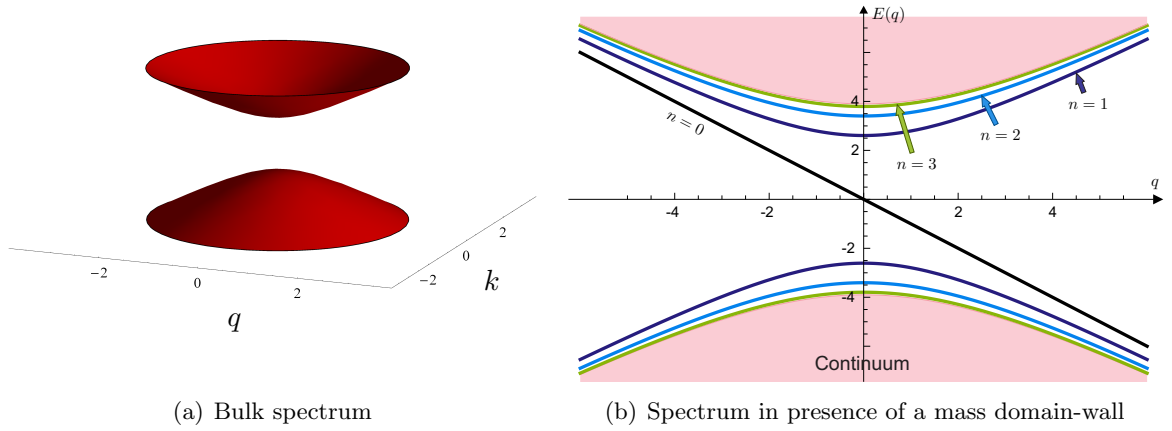 −2
0
2
q
−2
0
2
k
(a) Bulk spectrum
E(q)
n = 0
n = 1
n = 2
n = 3
4
2
q
-4
-2
2
4
-2
-4
Continuum
(b) Spectrum in presence of a mass domain-wall